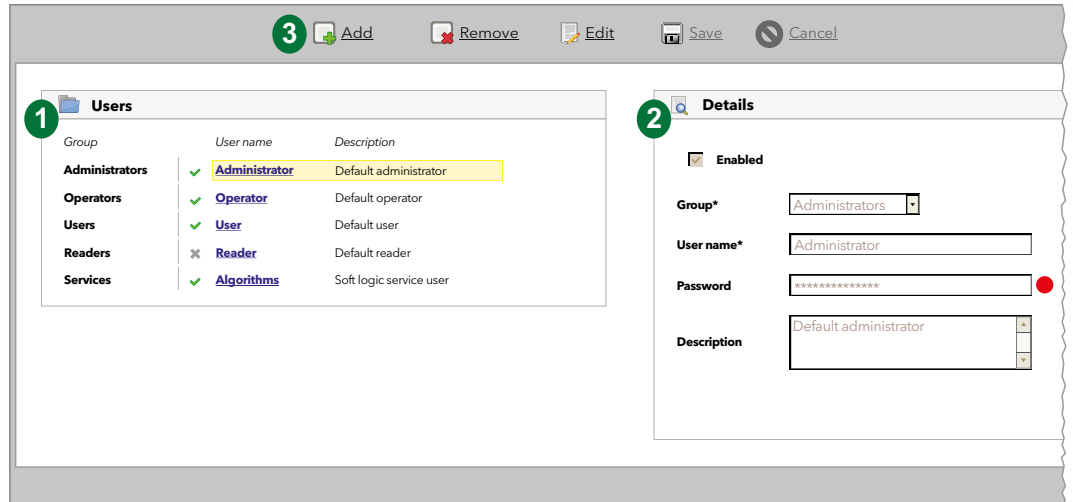 3 Add Remove Edit Save Cancel
1 Users
Group User name Description
Administrators Administrator Default administrator
Operators Operator Default operator
Users User Default user
Readers Reader Default reader
Services Algorithms Soft logic service user
2 Details
Enabled
Group* Administrators
User name* Administrator
Password **************
Description Default administrator